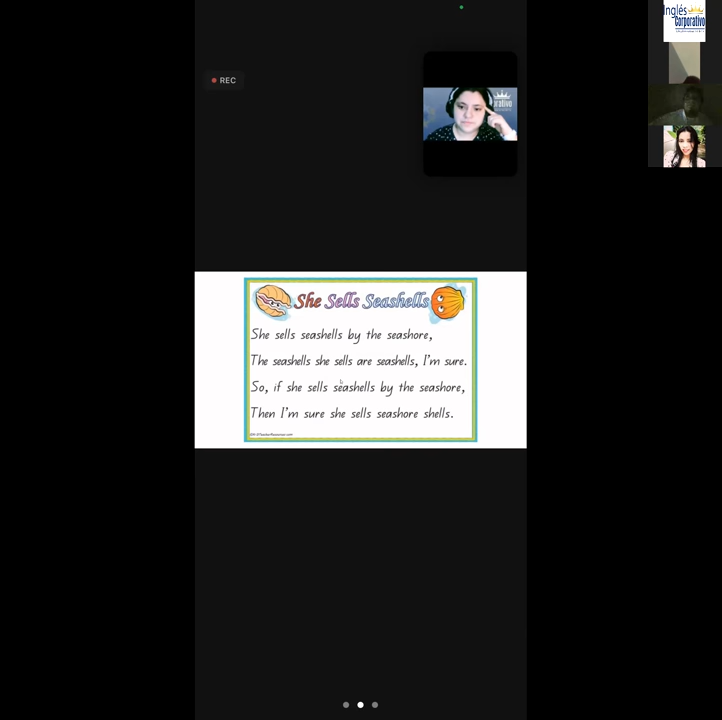 Inglés
Corporativo
REC
rativo
She Sells Seashells
She sells seashells by the seashore,
The seashells she sells are seashells, I'm sure.
So, if she sells seashells by the seashore,
Then I'm sure she sells seashore shells.